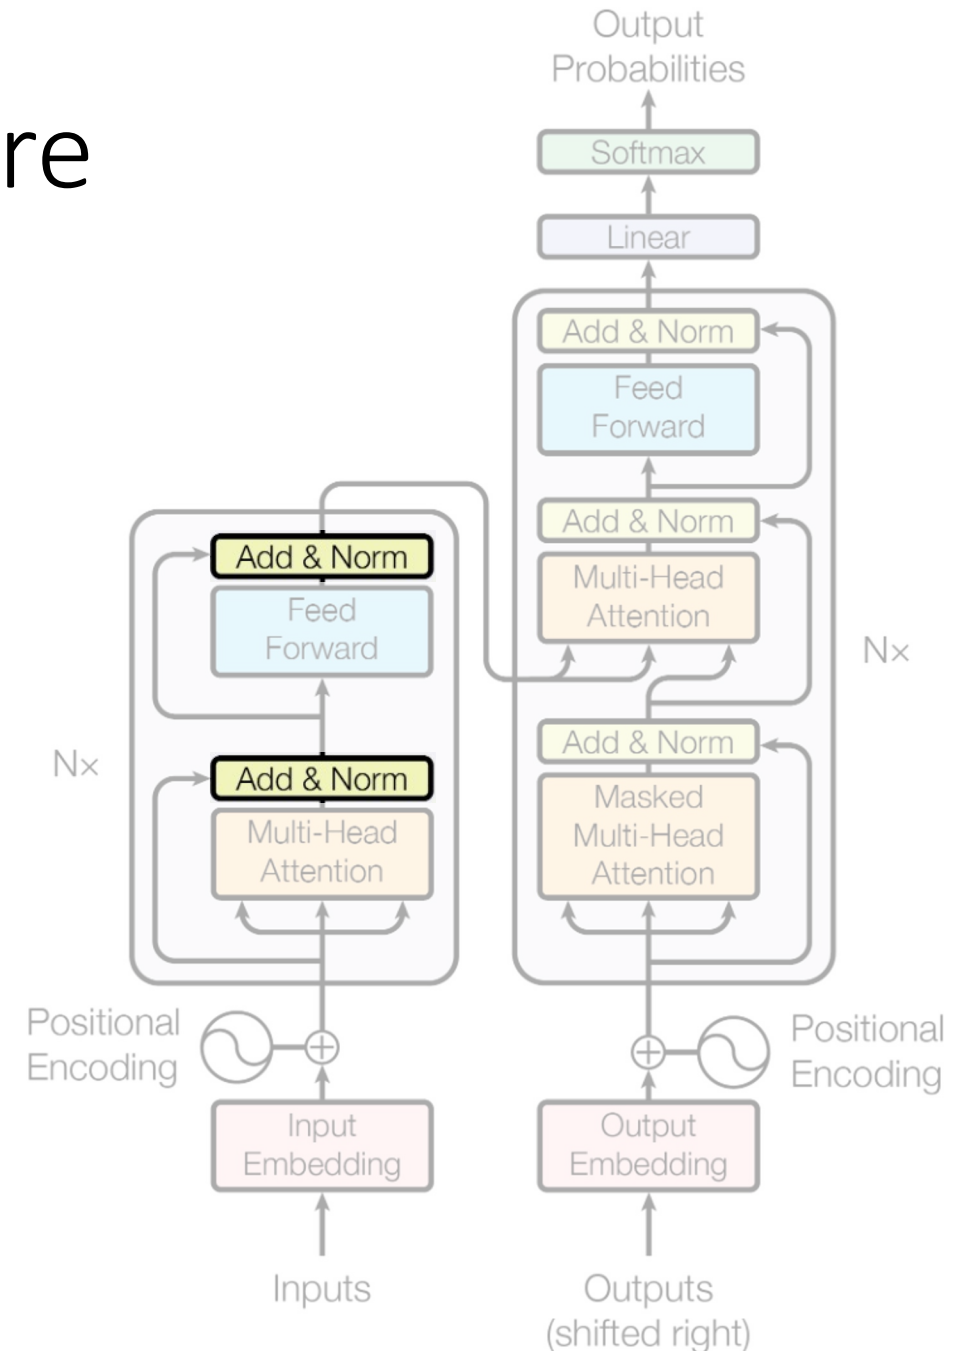 re
Output
Probabilities
Softmax
Linear
Add & Norm
Feed
Forward
Add & Norm
Multi-Head
Attention
Nx
Add & Norm
Masked
Multi-Head
Attention
Add & Norm
Feed
Forward
Nx
Add & Norm
Multi-Head
Attention
Positional
Encoding
Positional
Encoding
Input
Embedding
Output
Embedding
Inputs
Outputs
(shifted right)